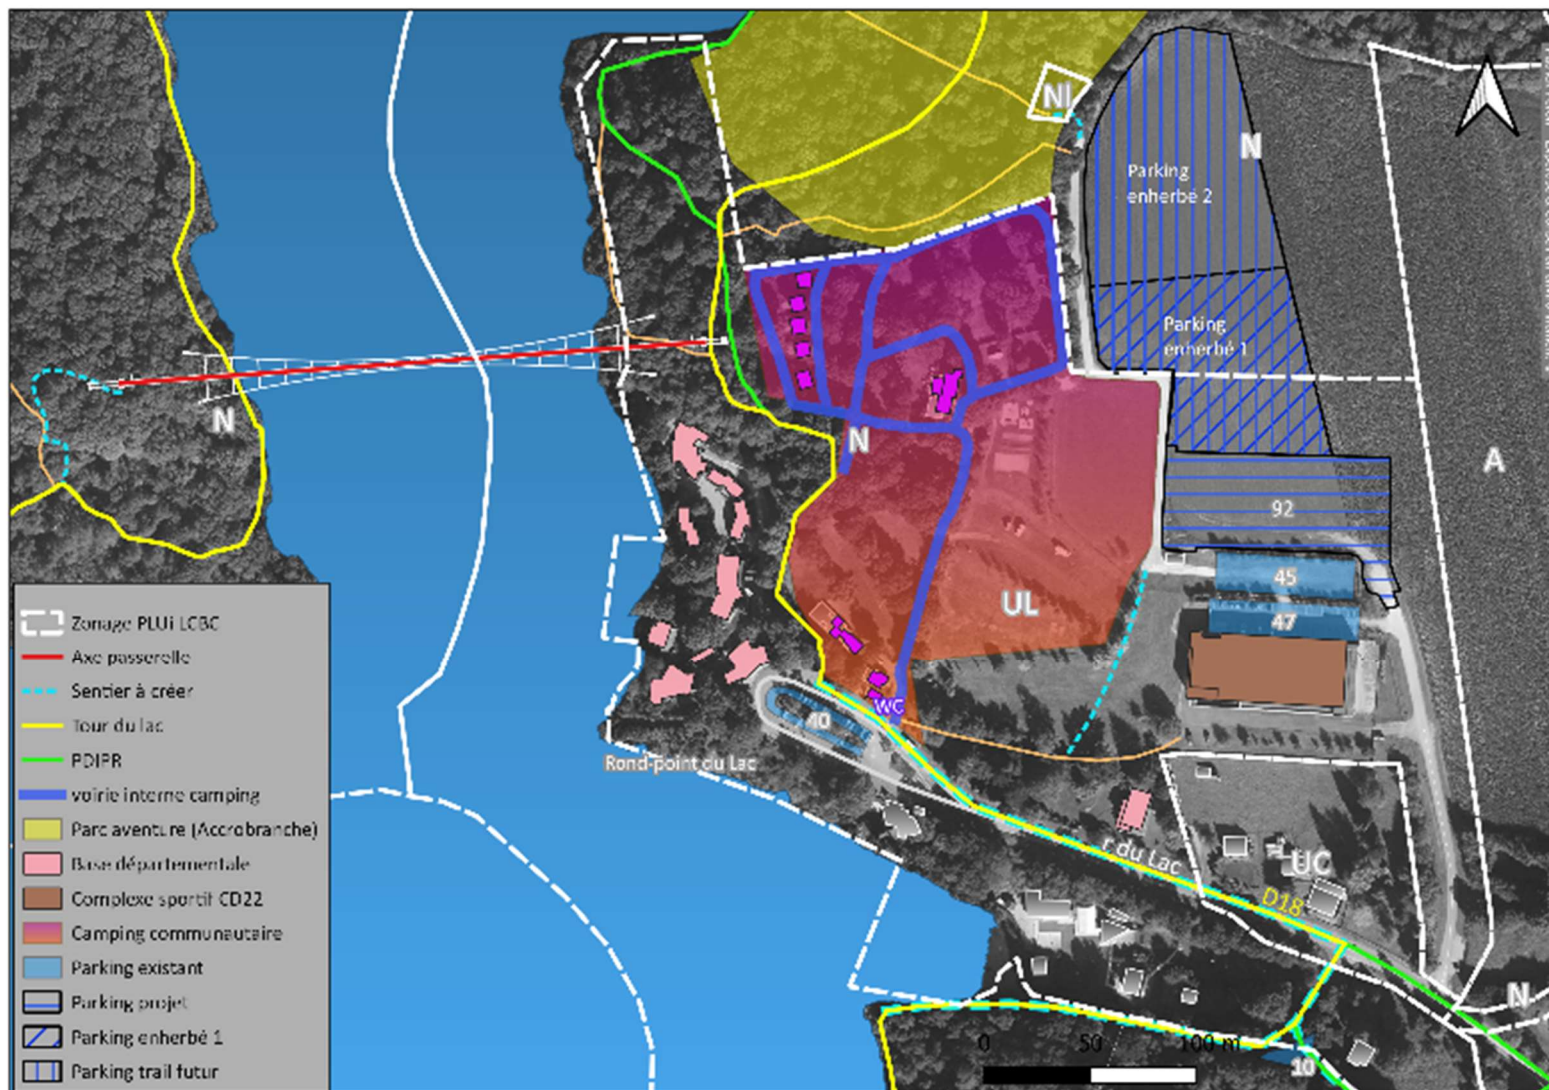 Nl
N
Parking
enherbé 2
Parking
enherbé 1
N
N
A
92
45
UL
47
WC
40
Rond-point du Lac
r du Lac
UC
D18
N
0 50 100 m
10
Zonage PLUi LCBC
Axe passerelle
Sentier à créer
Tour du lac
PDIPR
voirie interne camping
Parc aventure (Accrobranche)
Base départementale
Complexe sportif CD22
Camping communautaire
Parking existant
Parking projet
Parking enherbé 1
Parking trail futur